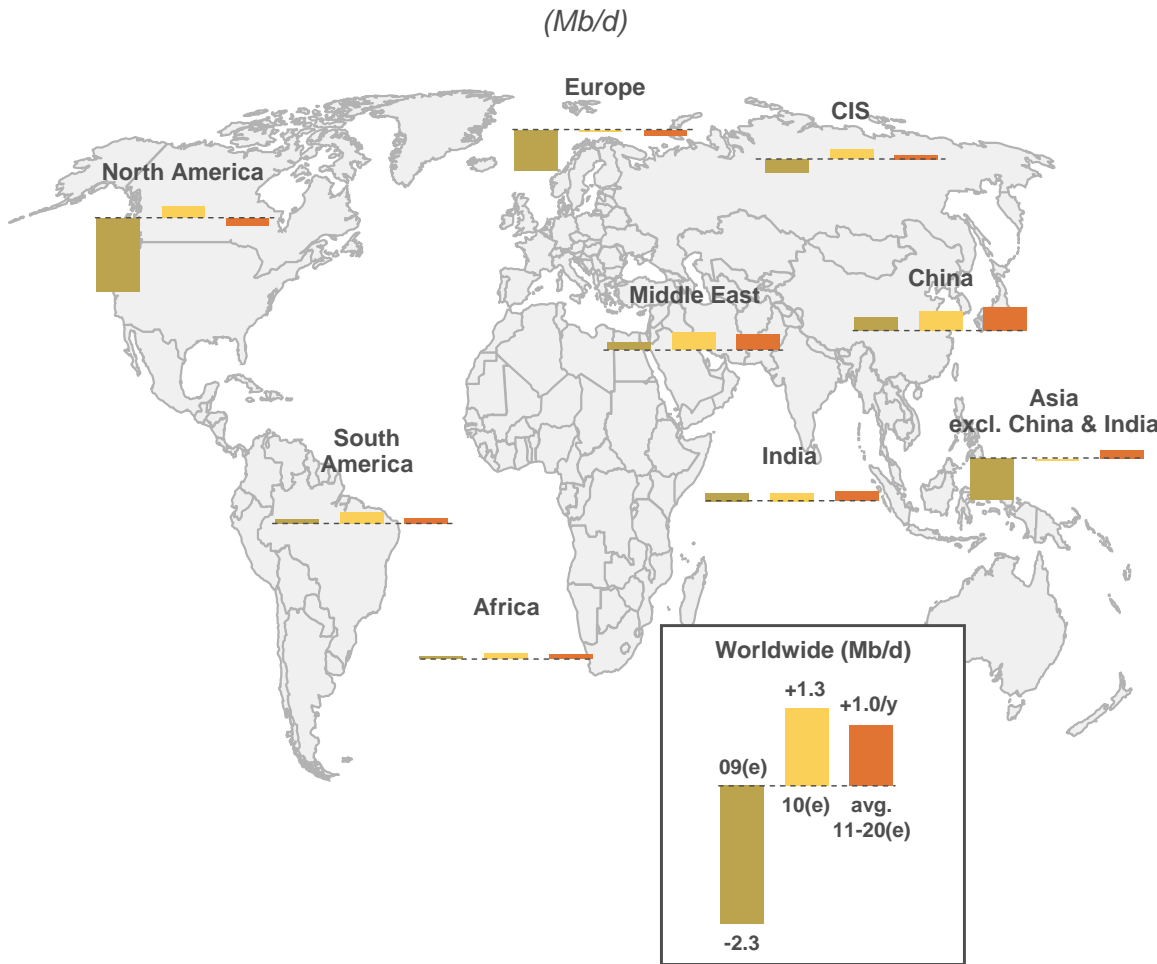 (Mb/d)
Europe
CIS
North America
China
Middle East
Asia
excl. China & India
South
America
India
Africa
Worldwide (Mb/d)
+1.3
+1.0/y
09(e)
10(e)
avg.
11-20(e)
-2.3